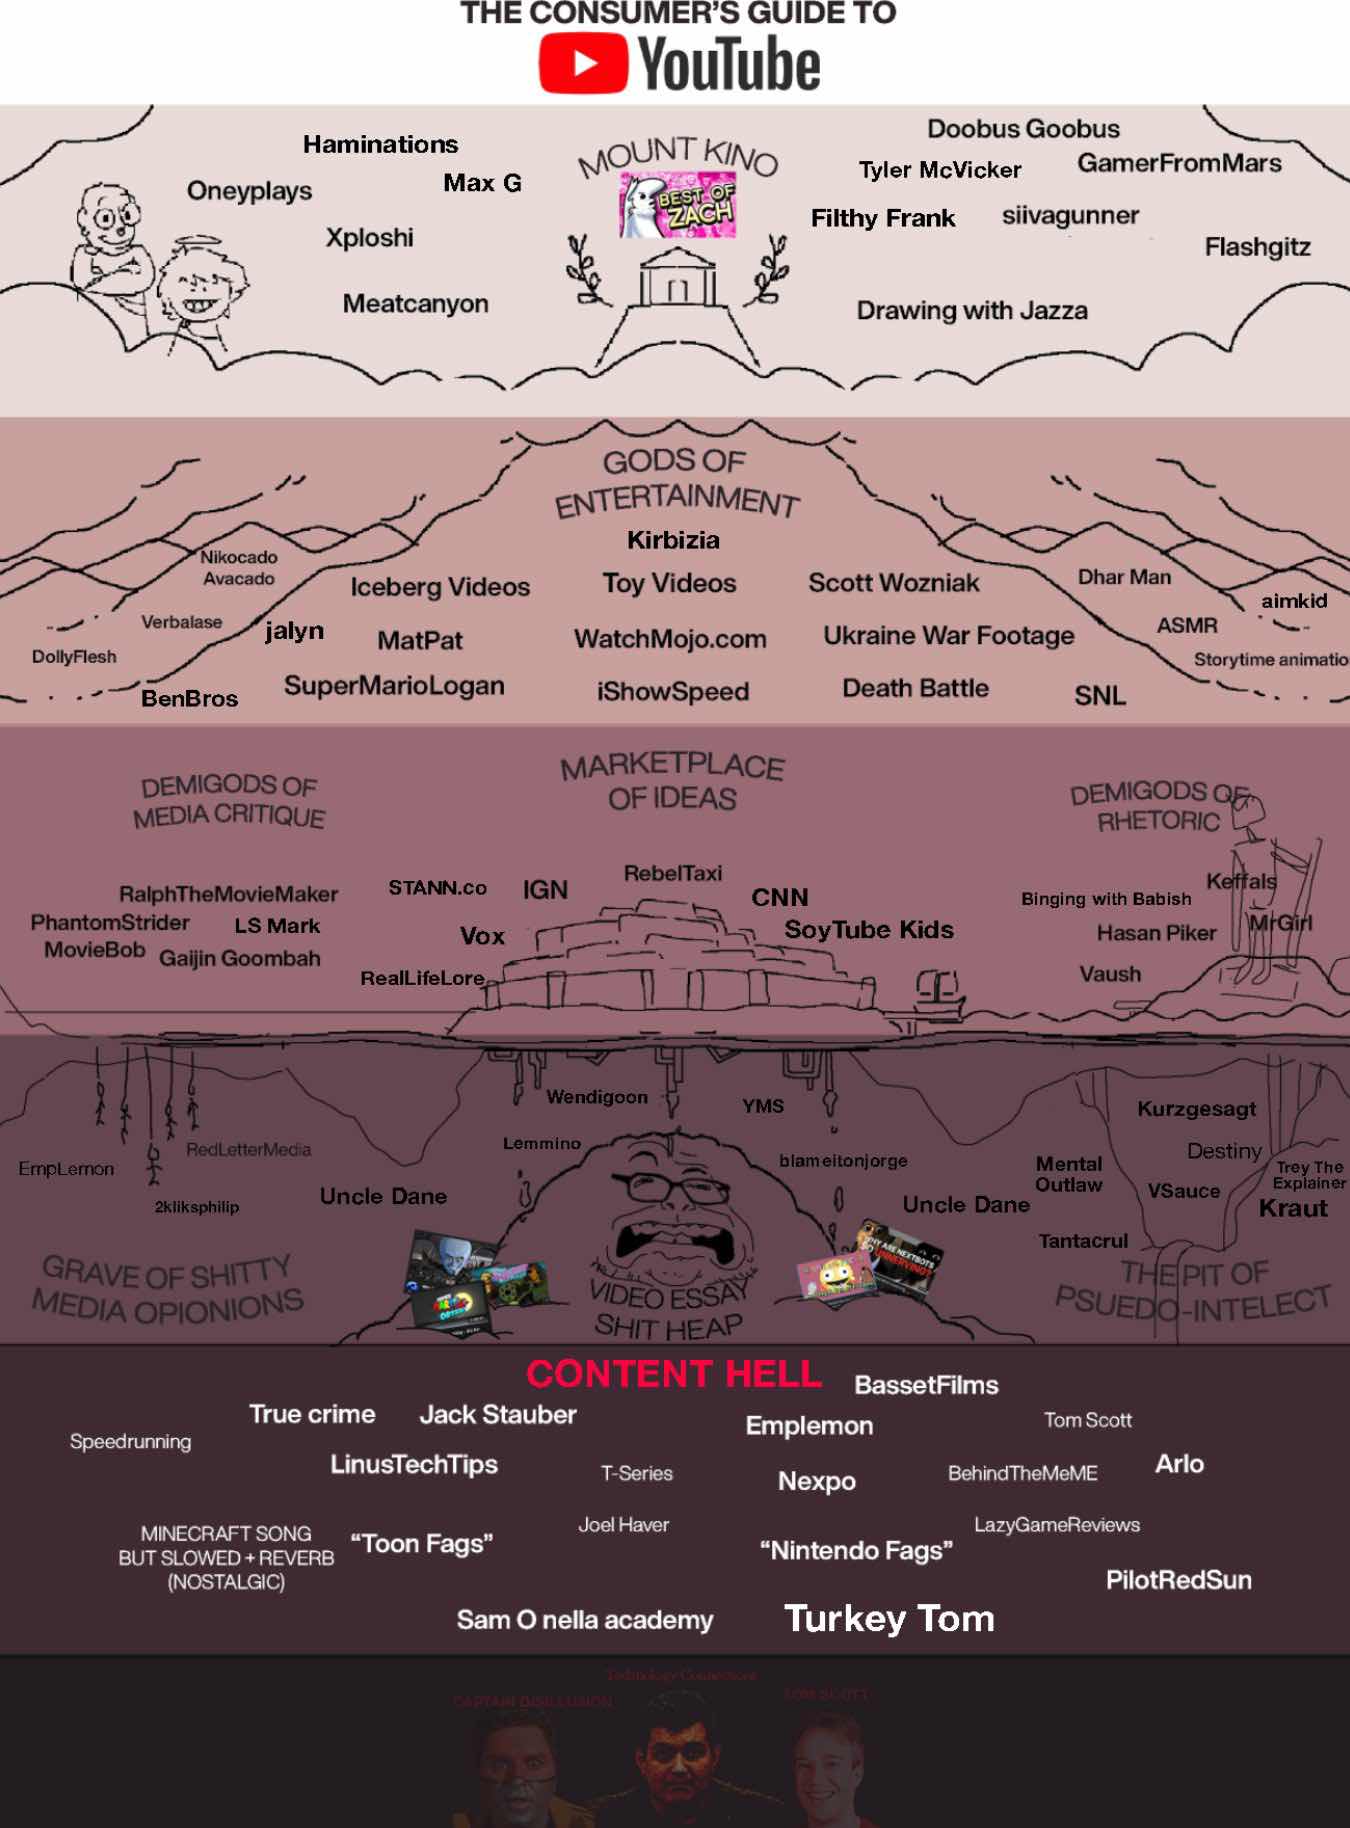 THE CONSUMER'S GUIDE TO
YouTube
MOUNT KINO
BEST OF
ZACH
Haminations
Max G
Oneyplays
Xploshi
Meatcanyon
Doobus Goobus
Tyler McVicker
GamerFromMars
Filthy Frank
siivagunner
Flashgitz
Drawing with Jazza
GODS OF
ENTERTAINMENT
Kirbizia
Nikocado
Avacado
Iceberg Videos
Toy Videos
Scott Wozniak
Dhar Man
aimkid
Verbalase
jalyn
MatPat
WatchMojo.com
Ukraine War Footage
ASMR
DollyFlesh
Storytime animatio
BenBros
SuperMarioLogan
iShowSpeed
Death Battle
SNL
DEMIGODS OF
MEDIA CRITIQUE
MARKETPLACE
OF IDEAS
DEMIGODS OF
RHETORIC
RalphTheMovieMaker
PhantomStrider
LS Mark
MovieBob
Gaijin Goombah
STANN.co
IGN
RebelTaxi
CNN
Vox
SoyTube Kids
RealLifeLore
Keffals
Binging with Babish
MrGirl
Hasan Piker
Vaush
RedLetterMedia
EmpLemon
2kliksphilip
Uncle Dane
GRAVE OF SHITTY
MEDIA OPIONIONS
Wendigoon
YMS
Lemmino
blameitonjorge
Uncle Dane
WHY ARE NEXTBOTS
SO UNNERVING?
VIDEO ESSAY
SHIT HEAP
Kurzgesagt
Destiny
Mental
Outlaw
VSauce
Trey The
Explainer
Kraut
Tantacrul
THE PIT OF
PSUEDO-INTELECT
CONTENT HELL
BassetFilms
True crime
Jack Stauber
Emplemon
Tom Scott
Speedrunning
LinusTechTips
T-Series
Nexpo
BehindTheMeME
Arlo
MINECRAFT SONG
BUT SLOWED + REVERB
(NOSTALGIC)
“Toon Fags”
Joel Haver
“Nintendo Fags”
LazyGameReviews
PilotRedSun
Sam O nella academy
Turkey Tom
Technology Connections
CAPTAIN DISILLUSION
TOM SCOTT